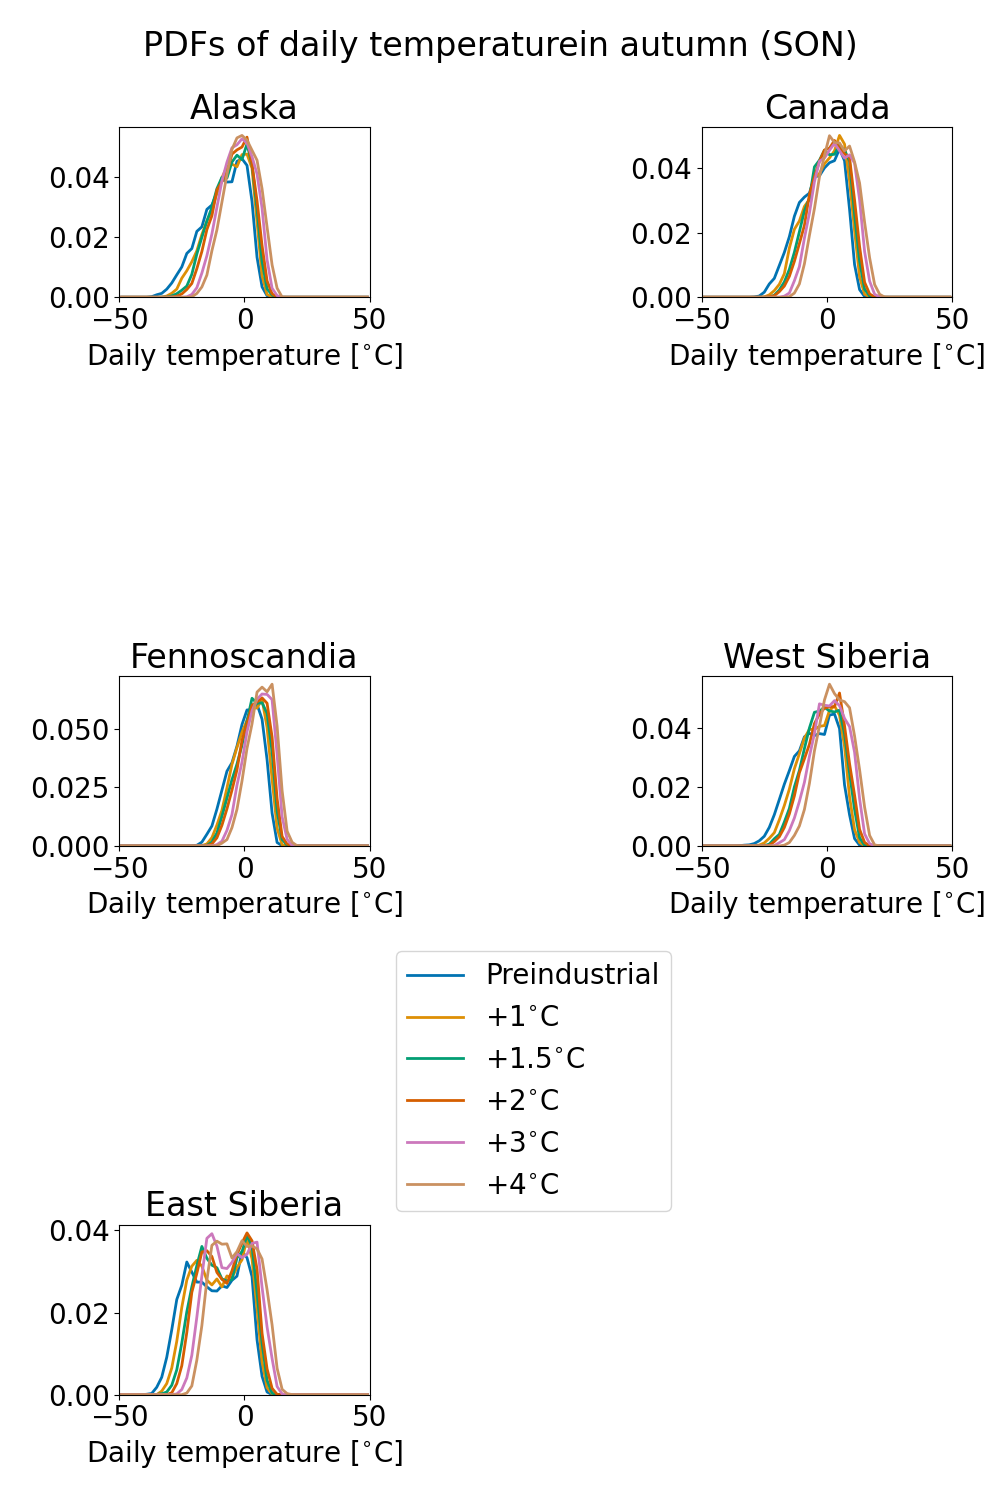 PDFs of daily temperaturein autumn (SON)
Alaska
0.04
0.02
0.00
−50 0 50
Daily temperature [°C]
Canada
0.04
0.02
0.00
−50 0 50
Daily temperature [°C]
Fennoscandia
0.050
0.025
0.000
−50 0 50
Daily temperature [°C]
West Siberia
0.04
0.02
0.00
−50 0 50
Daily temperature [°C]
Preindustrial
+1°C
+1.5°C
+2°C
+3°C
+4°C
East Siberia
0.04
0.02
0.00
−50 0 50
Daily temperature [°C]